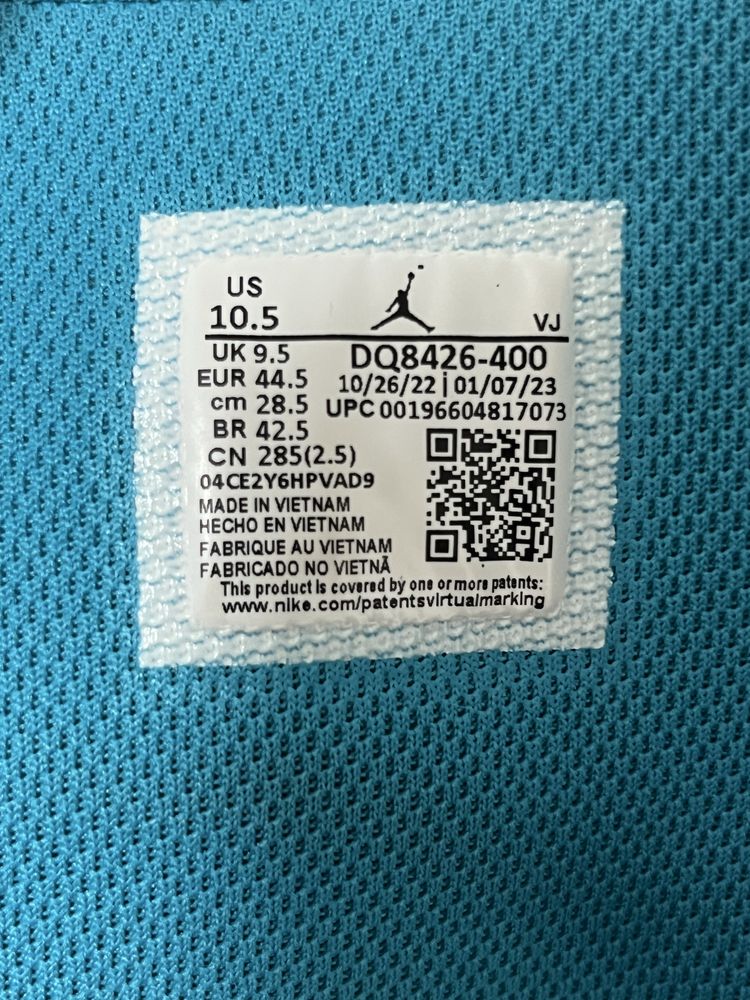 US
10.5 VJ
UK 9.5 DQ8426-400
EUR 44.5 10/26/22 | 01/07/23
cm 28.5 UPC 00196604817073
BR 42.5
CN 285(2.5)
04CE2Y6HPVAD9
MADE IN VIETNAM
HECHO EN VIETNAM
FABRIQUE AU VIETNAM
FABRICADO NO VIETNÃ
This product is covered by one or more patents:
www.nike.com/patentsvirtualmarking